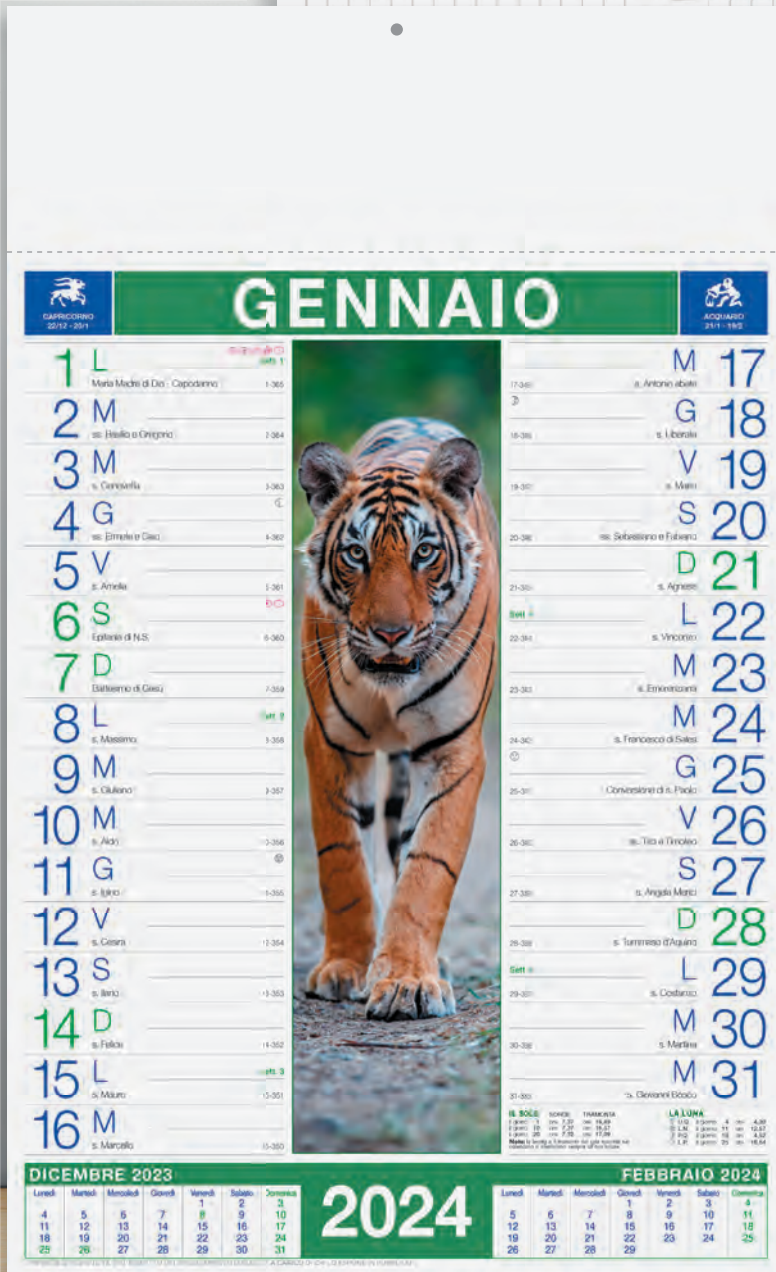 CAPRICORNO
22/12 - 20/1
GENNAIO
ACQUARIO
21/1 - 19/2
1 L
Maria Madre di Dio - Capodanno 1-365
2 M
ss. Basilio e Gregorio 2-364
3 M
s. Genoveffa 3-363
4 G
4-362
5 V
s. Amelia 5-361
6 S
Epifania di N.S. 6-360
7 D
Battesimo di Gesù 7-359
8 L
s. Massimo 8-358
9 M
s. Giuliano 9-357
10 M
s. Aldo 10-356
11 G
s. Igino 11-355
12 V
s. Cesira 12-354
13 S
s. Ilario 13-353
14 D
s. Felice 14-352
15 L
s. Mauro 15-351
16 M
s. Marcello 16-350
M 17
17-349 s. Antonio abate
G 18
18-348 s. Liberata
V 19
19-347 s. Mario
S 20
20-346 ss. Sebastiano e Fabiano
D 21
21-345 s. Agnese
L 22
22-344 s. Vincenzo
M 23
23-343 s. Emerenziana
M 24
24-342 s. Francesco di Sales
G 25
25-341 Conversione di s. Paolo
V 26
26-340 ss. Tito e Timoteo
S 27
27-339 s. Angela Merici
D 28
28-338 s. Tommaso d'Aquino
L 29
29-337 s. Costanzo
M 30
30-336 s. Martina
M 31
31-335 s. Giovanni Bosco
IL SOLE SORGE TRAMONTA
LA LUNA
DICEMBRE 2023
Lunedì Martedì Mercoledì Giovedì Venerdì Sabato Domenica
1 2 3
4 5 6 7 8 9 10
11 12 13 14 15 16 17
18 19 20 21 22 23 24
25 26 27 28 29 30 31
2024
FEBBRAIO 2024
Lunedì Martedì Mercoledì Giovedì Venerdì Sabato Domenica
1 2 3 4
5 6 7 8 9 10 11
12 13 14 15 16 17 18
19 20 21 22 23 24 25
26 27 28 29